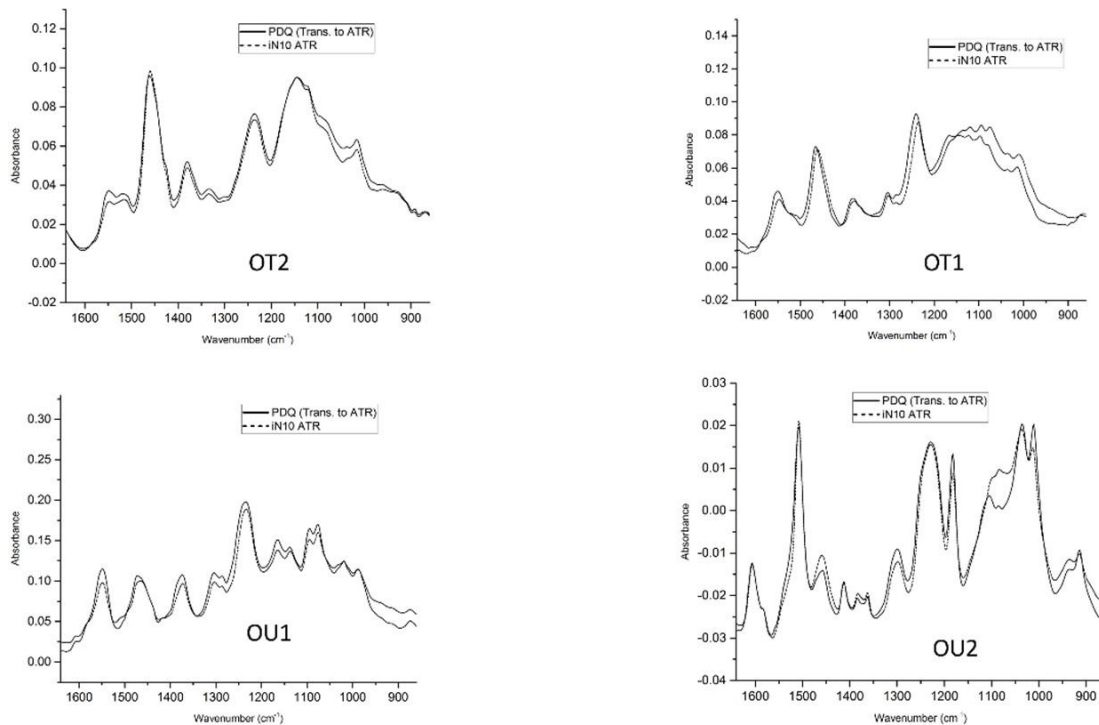 PDQ (Trans. to ATR)
iN10 ATR
0.12
0.10
0.08
0.06
0.04
0.02
0.00
-0.02
Absorbance
OT2
1600 1500 1400 1300 1200 1100 1000 900
Wavenumber (cm⁻¹)
PDQ (Trans. to ATR)
iN10 ATR
0.14
0.12
0.10
0.08
0.06
0.04
0.02
0.00
-0.02
Absorbance
OT1
1600 1500 1400 1300 1200 1100 1000 900
Wavenumber (cm⁻¹)
PDQ (Trans. to ATR)
iN10 ATR
0.30
0.25
0.20
0.15
0.10
0.05
0.00
Absorbance
OU1
1600 1500 1400 1300 1200 1100 1000 900
Wavenumber (cm⁻¹)
PDQ (Trans. to ATR)
iN10 ATR
0.03
0.02
0.01
0.00
-0.01
-0.02
-0.03
-0.04
Absorbance
OU2
1600 1500 1400 1300 1200 1100 1000 900
Wavenumber (cm⁻¹)